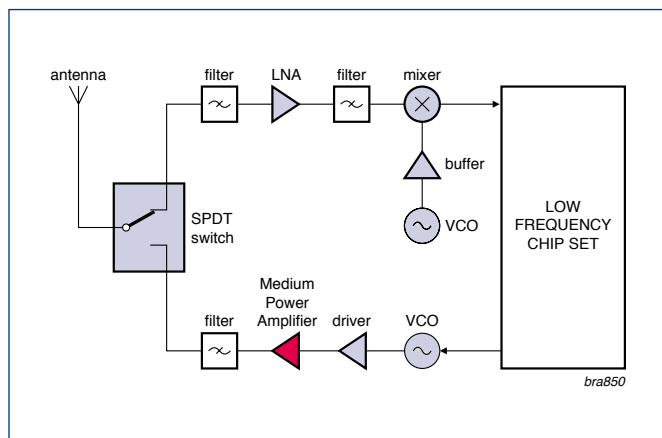 antenna
filter
LNA
filter
mixer
buffer
SPDT
switch
VCO
LOW
FREQUENCY
CHIP SET
Medium
Power
Amplifier
filter
driver
VCO
bra850